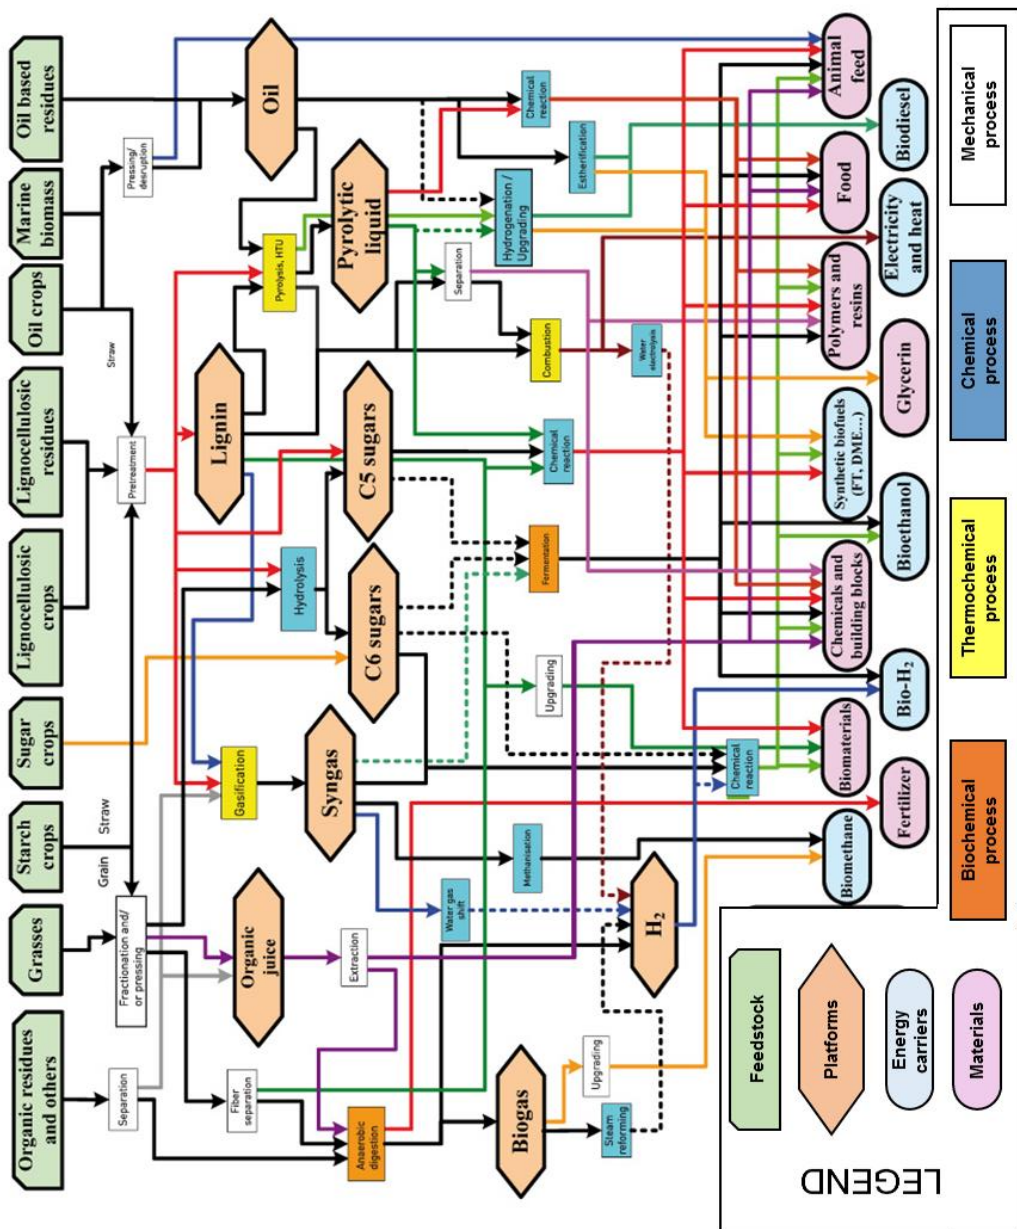 Organic residues
and others
Grasses
Starch
crops
Sugar
crops
Lignocellulosic
crops
Lignocellulosic
residues
Oil crops
Marine
biomass
Oil based
residues
Grain
Straw
Straw
Separation
Fractionation and/
or pressing
Pretreatment
Pressing/
desruption
Fiber
separation
Organic
juice
Gasification
Lignin
Pyrolysis, HTU
Oil
Hydrolysis
Anaerobic
digestion
Extraction
Syngas
C6 sugars
C5 sugars
Pyrolytic
liquid
Water gas
shift
Separation
Biogas
Methanisation
Upgrading
Fermentation
Chemical
reaction
Combustion
Hydrogenation /
Upgrading
Chemical
reaction
Estherification
Steam
reforming
Upgrading
H₂
Water
electrolysis
Chemical
reaction
Biomethane
Biomaterials
Chemicals and
building blocks
Synthetic biofuels
(FT, DME...)
Polymers and
resins
Food
Animal
feed
Fertilizer
Bio-H₂
Bioethanol
Glycerin
Electricity
and heat
Biodiesel
LEGEND
Feedstock
Platforms
Energy
carriers
Materials
Biochemical
process
Thermochemical
process
Chemical
process
Mechanical
process